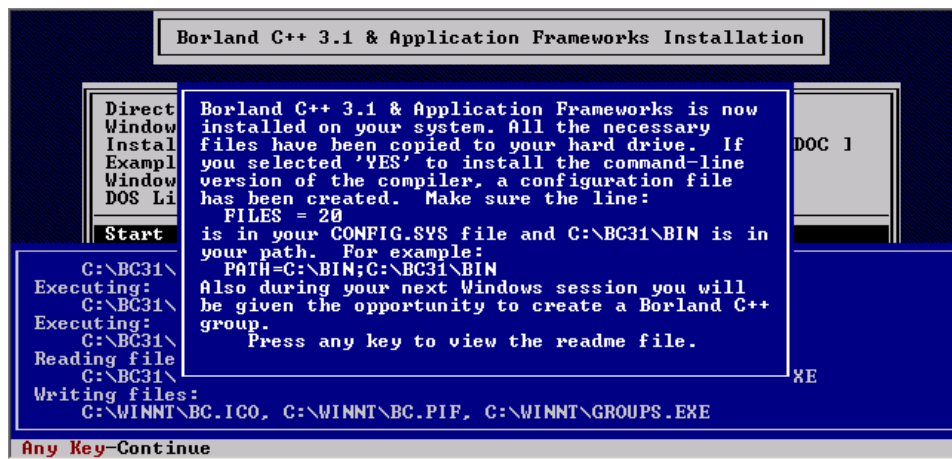 Borland C++ 3.1 & Application Frameworks Installation
Direct
Window
Instal
DOC ]
Exampl
Window
DOS Li
Start
Borland C++ 3.1 & Application Frameworks is now
installed on your system. All the necessary
files have been copied to your hard drive.  If
you selected 'YES' to install the command-line
version of the compiler, a configuration file
has been created.  Make sure the line:
FILES = 20
is in your CONFIG.SYS file and C:\BC31\BIN is in
your path.  For example:
PATH=C:\BIN;C:\BC31\BIN
Also during your next Windows session you will
be given the opportunity to create a Borland C++
group.
Press any key to view the readme file.
C:\BC31\
Executing:
C:\BC31\
Executing:
C:\BC31\
Reading file
C:\BC31\
XE
Writing files:
C:\WINNT\BC.ICO, C:\WINNT\BC.PIF, C:\WINNT\GROUPS.EXE
Any Key-Continue